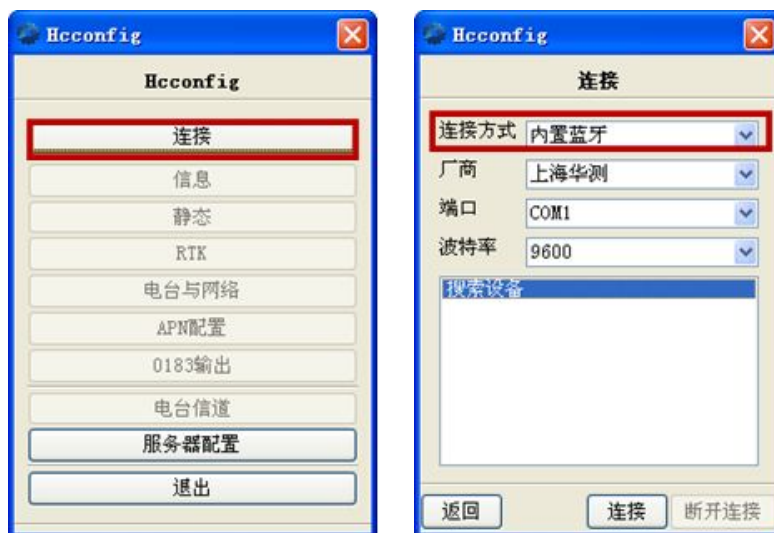 Hcconfig
Hcconfig
连接
信息
静态
RTK
电台与网络
APN配置
0183输出
电台信道
服务器配置
退出
Hcconfig
连接
连接方式 内置蓝牙
厂商 上海华测
端口 COM1
波特率 9600
搜索设备
返回 连接 断开连接